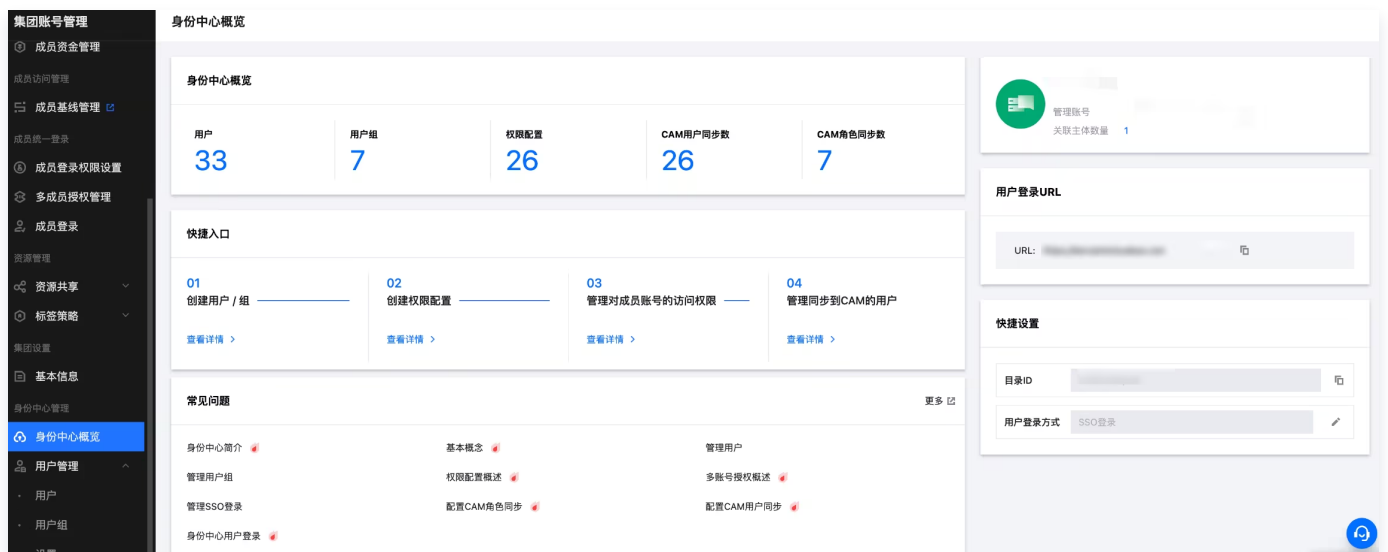 集团账号管理
成员资金管理
成员访问管理
成员基线管理
成员统一登录
成员登录权限设置
多成员授权管理
成员登录
资源管理
资源共享
标签策略
集团设置
基本信息
身份中心管理
身份中心概览
用户管理
用户
用户组
设置
身份中心概览
身份中心概览
用户 用户组 权限配置 CAM用户同步数 CAM角色同步数
33 7 26 26 7
快捷入口
01 02 03 04
创建用户 / 组 创建权限配置 管理对成员账号的访问权限 管理同步到CAM的用户
查看详情 > 查看详情 > 查看详情 > 查看详情 >
常见问题 更多
身份中心简介 基本概念 管理用户
管理用户组 权限配置概述 多账号授权概述
管理SSO登录 配置CAM角色同步 配置CAM用户同步
身份中心用户登录
管理账号
关联主体数量 1
用户登录URL
URL:
快捷设置
目录ID
用户登录方式 SSO登录